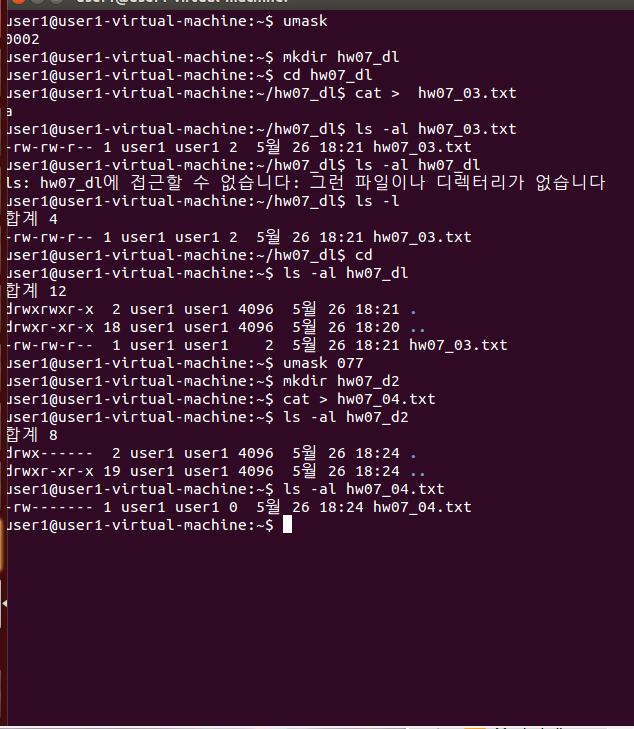 user1@user1-virtual-machine:~$ umask
0002
user1@user1-virtual-machine:~$ mkdir hw07_dl
user1@user1-virtual-machine:~$ cd hw07_dl
user1@user1-virtual-machine:~/hw07_dl$ cat >  hw07_03.txt
a
user1@user1-virtual-machine:~/hw07_dl$ ls -al hw07_03.txt
-rw-rw-r-- 1 user1 user1 2  5월 26 18:21 hw07_03.txt
user1@user1-virtual-machine:~/hw07_dl$ ls -al hw07_dl
ls: hw07_dl에 접근할 수 없습니다: 그런 파일이나 디렉터리가 없습니다
user1@user1-virtual-machine:~/hw07_dl$ ls -l
합계 4
-rw-rw-r-- 1 user1 user1 2  5월 26 18:21 hw07_03.txt
user1@user1-virtual-machine:~/hw07_dl$ cd
user1@user1-virtual-machine:~$ ls -al hw07_dl
합계 12
drwxrwxr-x  2 user1 user1 4096  5월 26 18:21 .
drwxr-xr-x 18 user1 user1 4096  5월 26 18:20 ..
-rw-rw-r--  1 user1 user1    2  5월 26 18:21 hw07_03.txt
user1@user1-virtual-machine:~$ umask 077
user1@user1-virtual-machine:~$ mkdir hw07_d2
user1@user1-virtual-machine:~$ cat > hw07_04.txt
user1@user1-virtual-machine:~$ ls -al hw07_d2
합계 8
drwx------  2 user1 user1 4096  5월 26 18:24 .
drwxr-xr-x 19 user1 user1 4096  5월 26 18:24 ..
user1@user1-virtual-machine:~$ ls -al hw07_04.txt
-rw------- 1 user1 user1 0  5월 26 18:24 hw07_04.txt
user1@user1-virtual-machine:~$